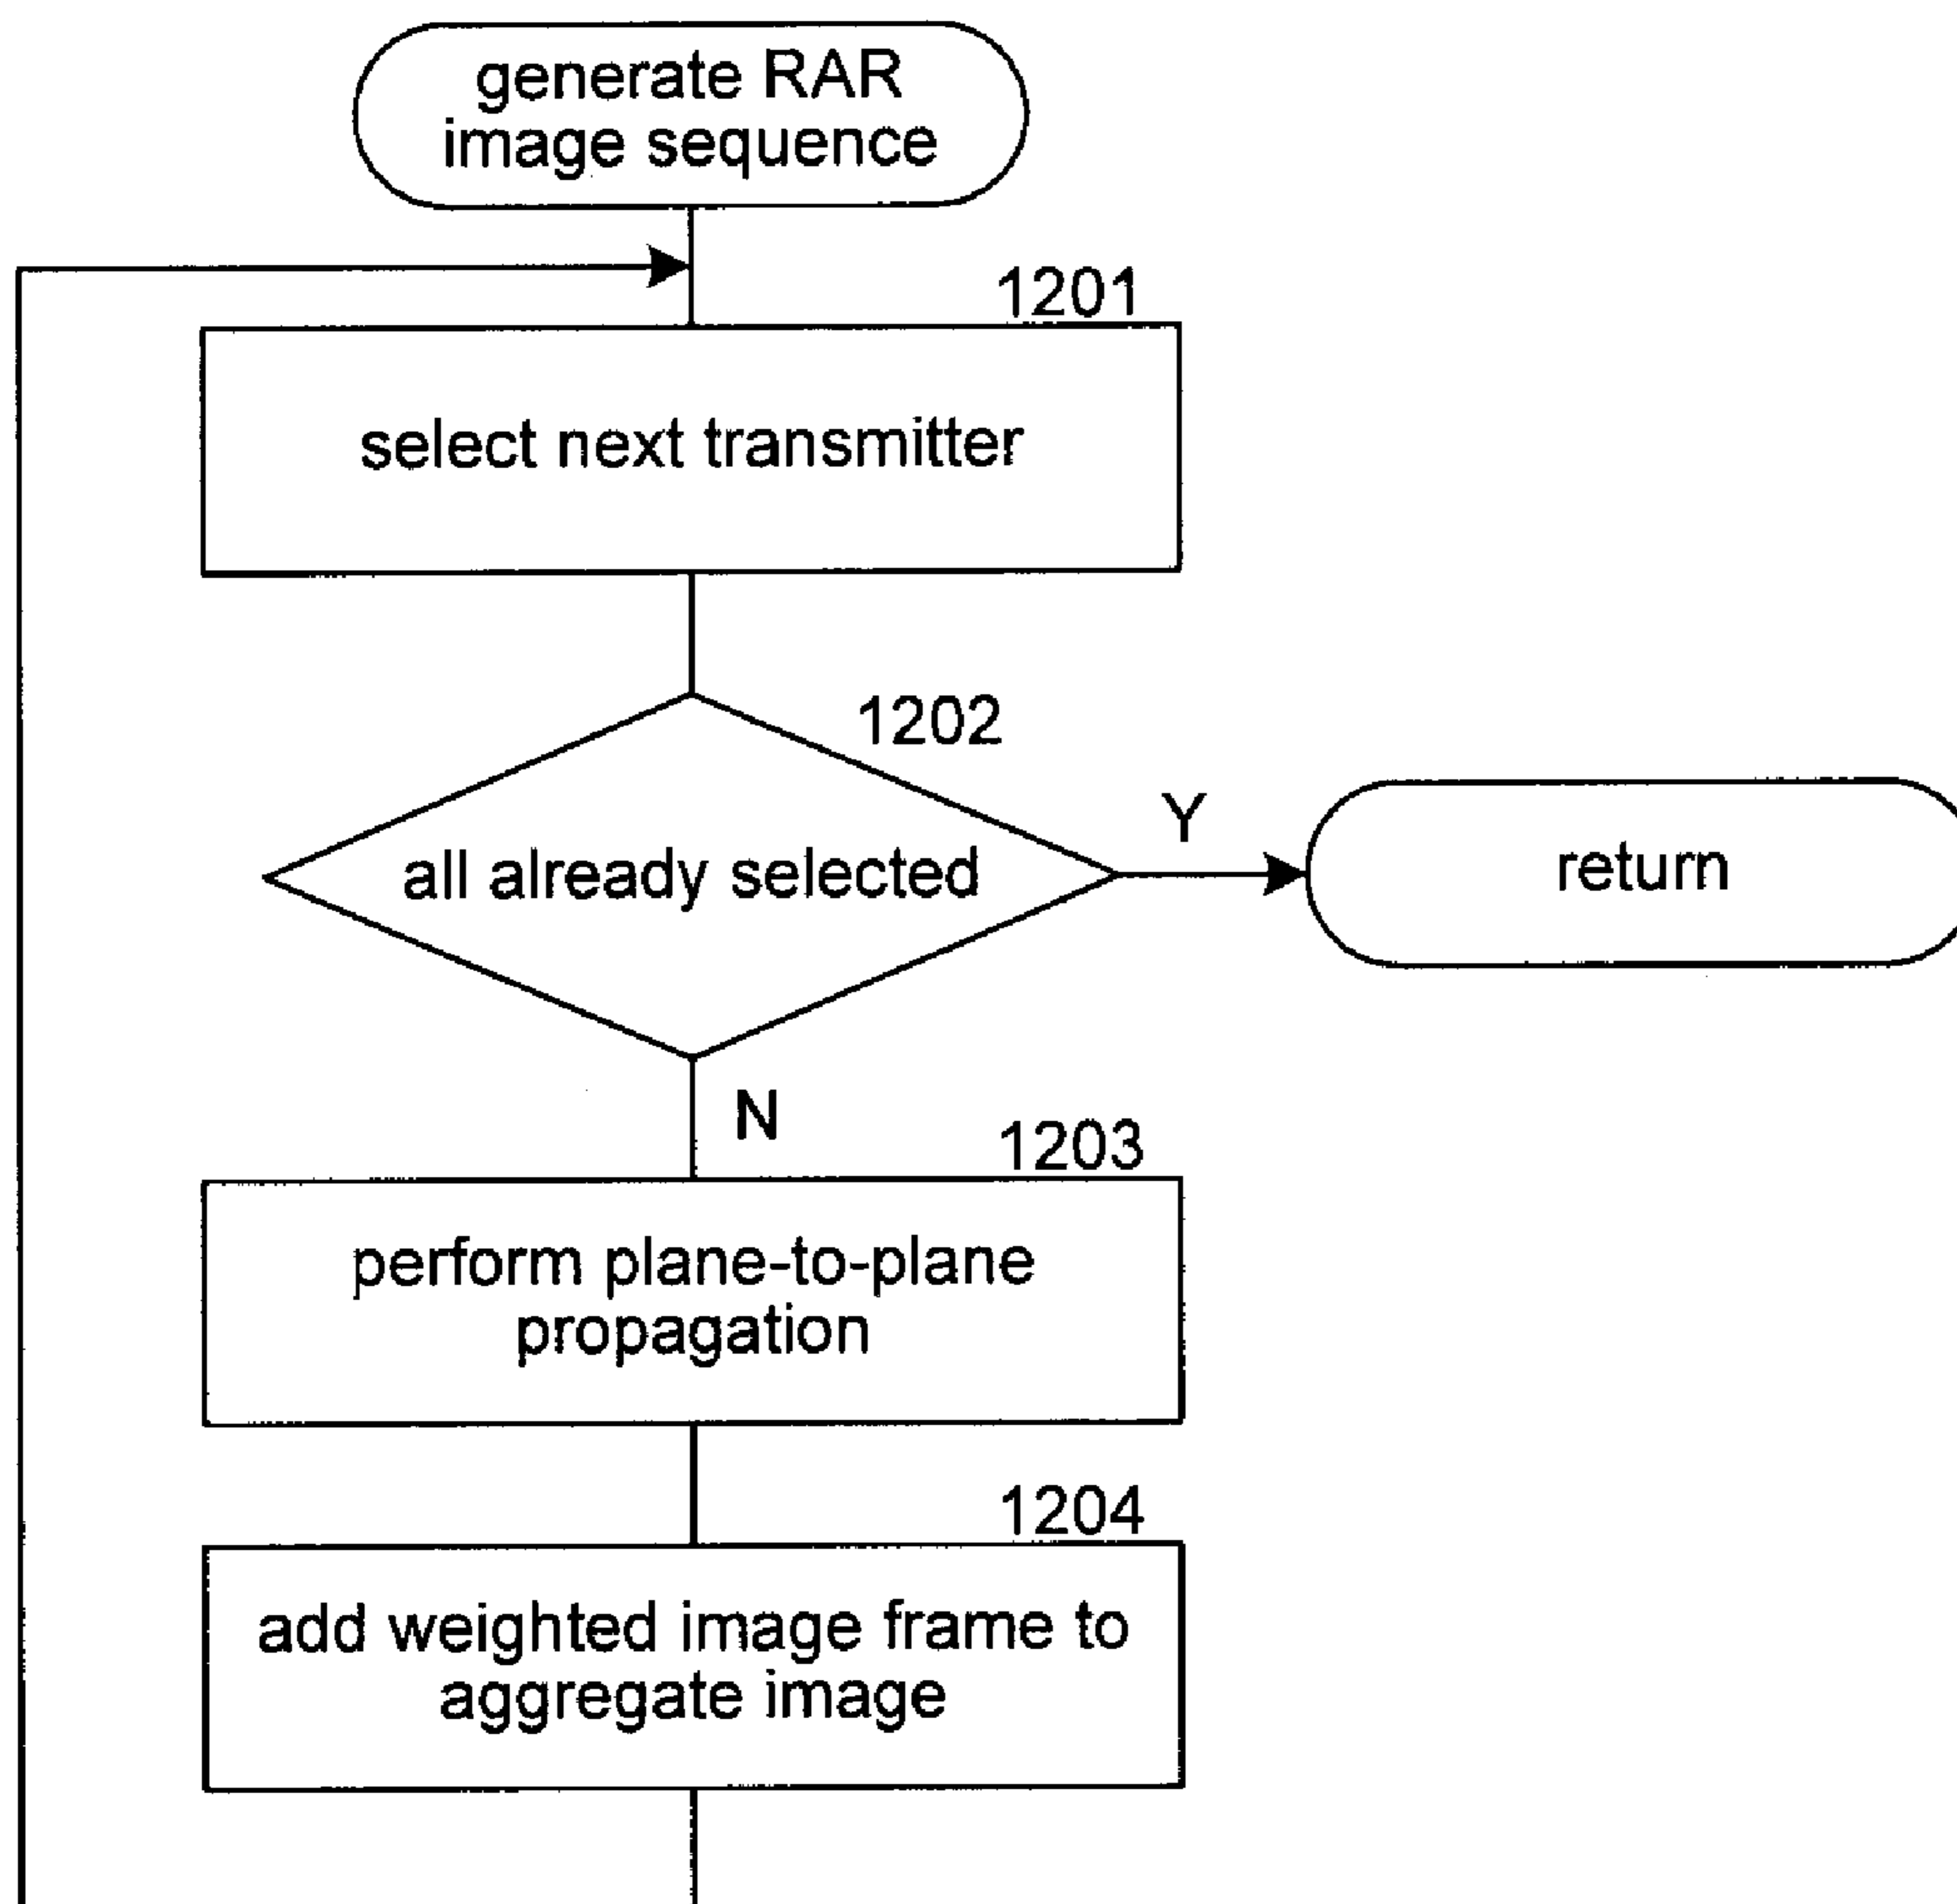 generate RAR
image sequence
1201
select next transmitter
1202
all already selected
Y
return
N
1203
perform plane-to-plane
propagation
1204
add weighted image frame to
aggregate image